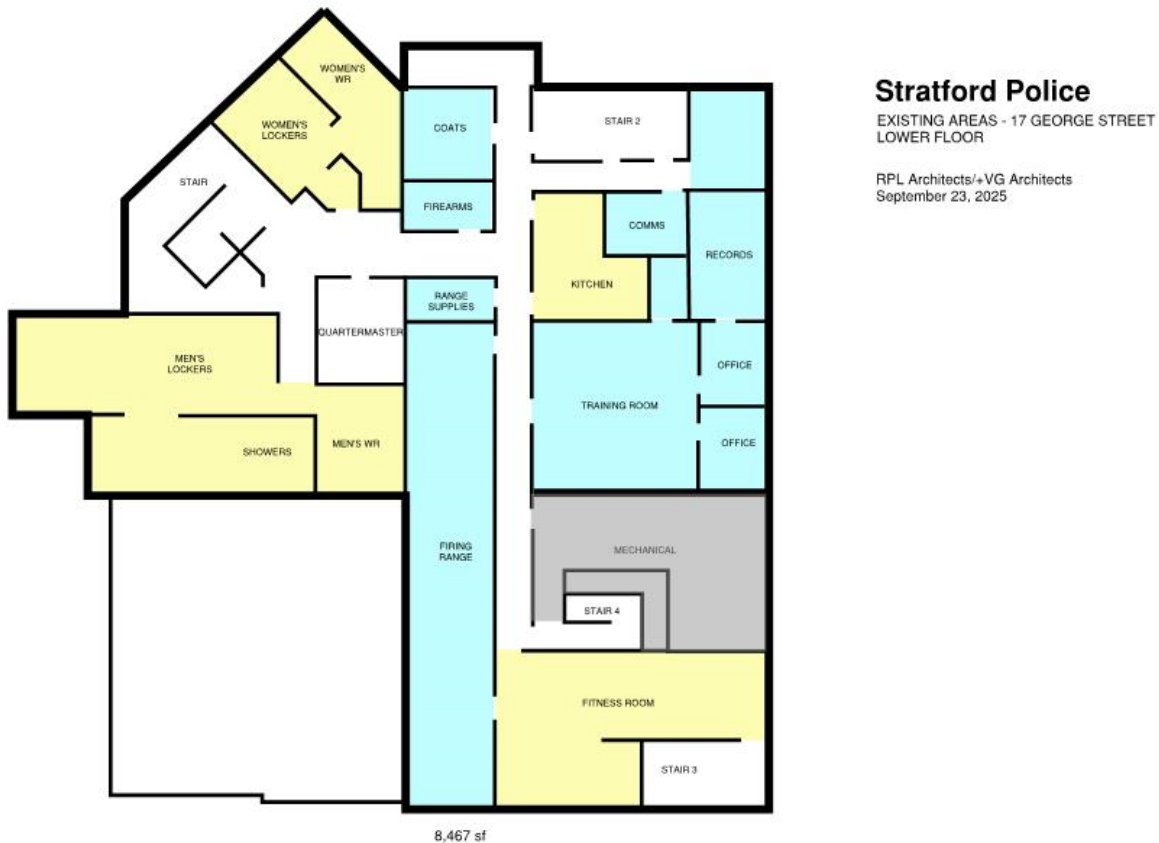 Stratford Police
EXISTING AREAS - 17 GEORGE STREET
LOWER FLOOR
RPL Architects/+VG Architects
September 23, 2025
WOMEN'S
WR
WOMEN'S
LOCKERS
COATS
STAIR 2
STAIR
FIREARMS
COMMS
RECORDS
KITCHEN
RANGE
SUPPLIES
QUARTERMASTER
MEN'S
LOCKERS
OFFICE
TRAINING ROOM
OFFICE
SHOWERS
MEN'S WR
FIRING
RANGE
MECHANICAL
STAIR 4
FITNESS ROOM
STAIR 3
8,467 sf